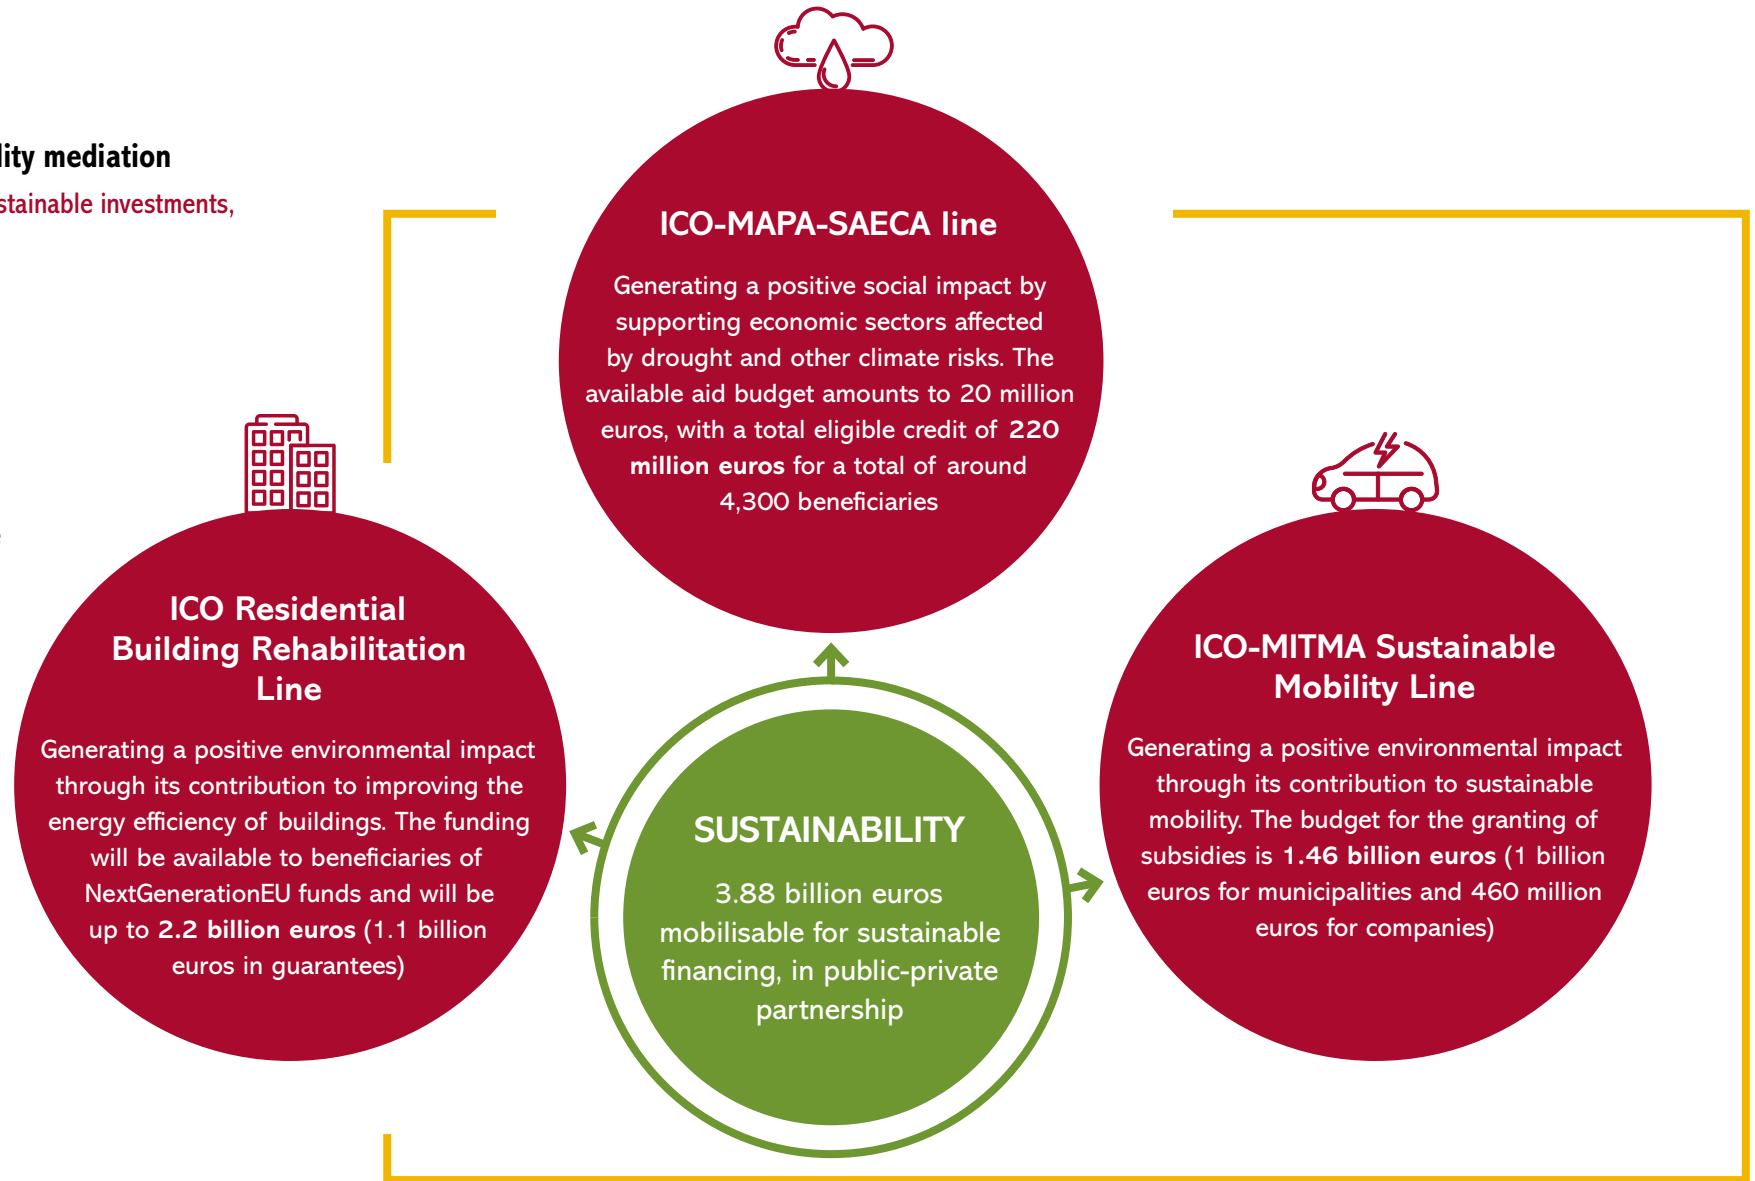 mediation
investments,
ICO-MAPA-SAECA line
Generating a positive social impact by
supporting economic sectors affected
by drought and other climate risks. The
available aid budget amounts to 20 million
euros, with a total eligible credit of 220
million euros for a total of around
4,300 beneficiaries
ICO Residential
Building Rehabilitation
Line
Generating a positive environmental impact
through its contribution to improving the
energy efficiency of buildings. The funding
will be available to beneficiaries of
NextGenerationEU funds and will be
up to 2.2 billion euros (1.1 billion
euros in guarantees)
SUSTAINABILITY
3.88 billion euros
mobilisable for sustainable
financing, in public-private
partnership
ICO-MITMA Sustainable
Mobility Line
Generating a positive environmental impact
through its contribution to sustainable
mobility. The budget for the granting of
subsidies is 1.46 billion euros (1 billion
euros for municipalities and 460 million
euros for companies)